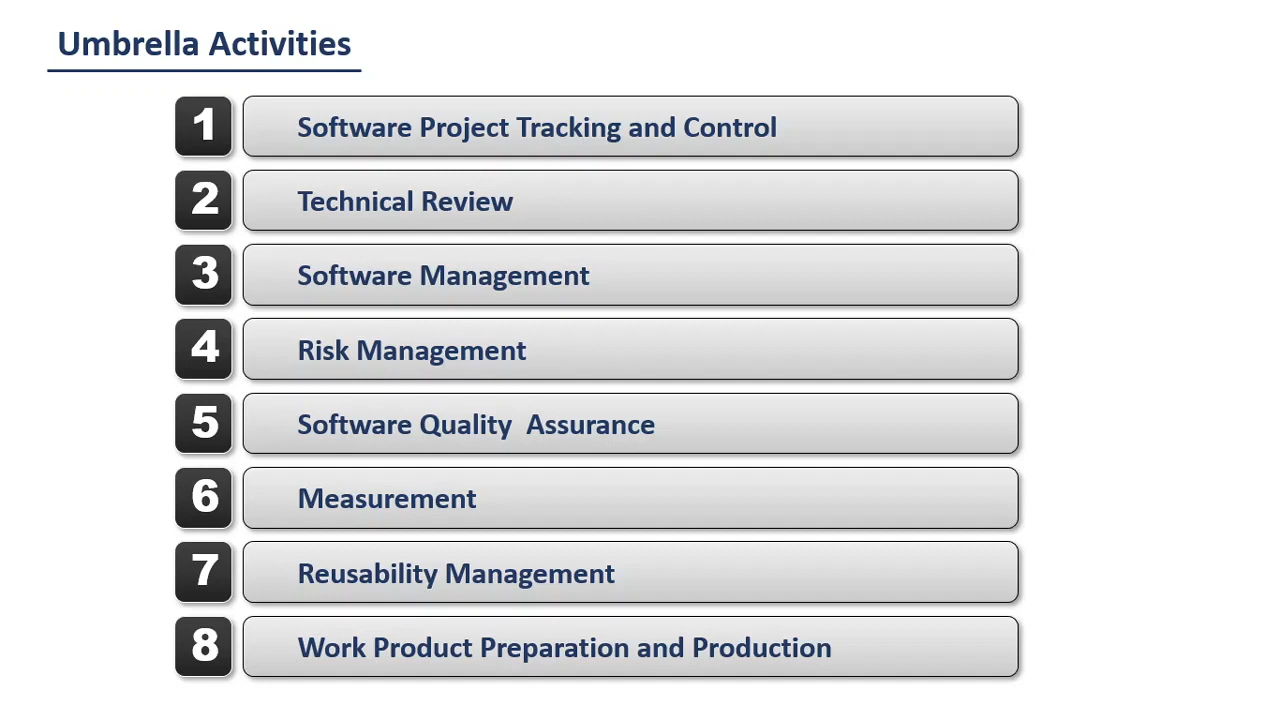 Umbrella Activities
1 Software Project Tracking and Control
2 Technical Review
3 Software Management
4 Risk Management
5 Software Quality  Assurance
6 Measurement
7 Reusability Management
8 Work Product Preparation and Production